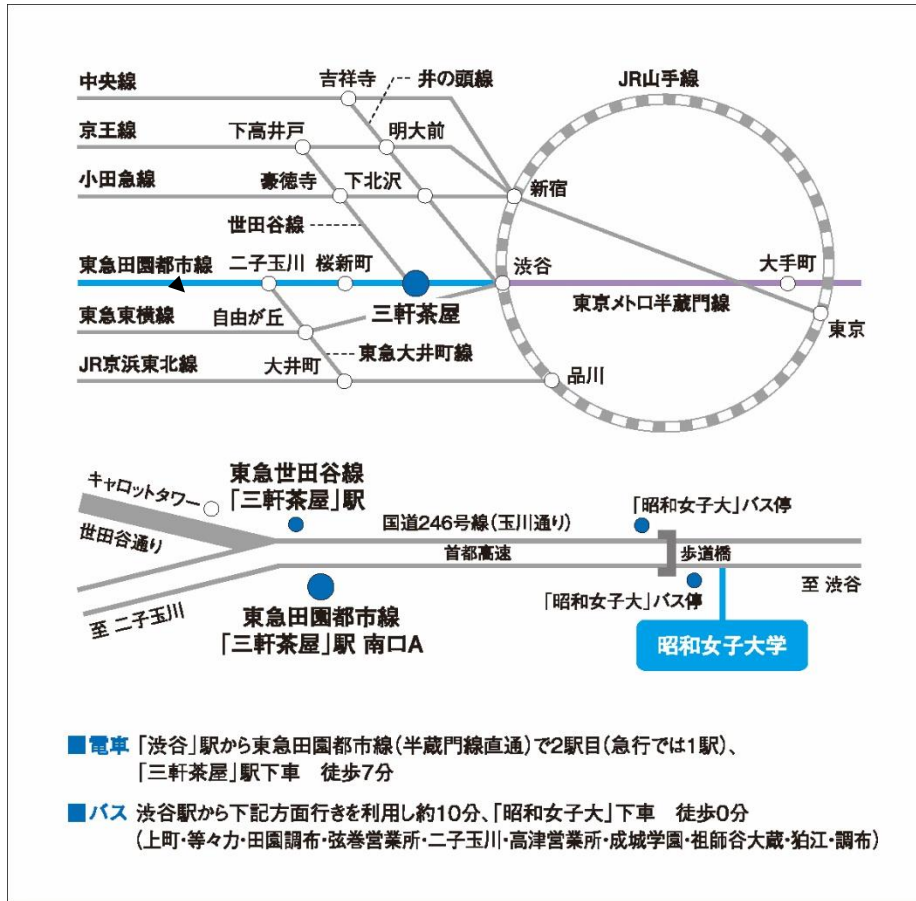 中央線
吉祥寺
井の頭線
JR山手線
京王線
下高井戸
明大前
小田急線
豪徳寺
下北沢
新宿
世田谷線
東急田園都市線
二子玉川
桜新町
渋谷
大手町
三軒茶屋
東京メトロ半蔵門線
東急東横線
自由が丘
東京
東急大井町線
JR京浜東北線
大井町
品川
キャロットタワー
東急世田谷線
「三軒茶屋」駅
世田谷通り
国道246号線(玉川通り)
「昭和女子大」バス停
首都高速
歩道橋
至 渋谷
至 二子玉川
東急田園都市線
「三軒茶屋」駅 南口A
「昭和女子大」バス停
昭和女子大学
■電車 「渋谷」駅から東急田園都市線(半蔵門線直通)で2駅目(急行では1駅)、
「三軒茶屋」駅下車　徒歩7分
■バス 渋谷駅から下記方面行きを利用し約10分、「昭和女子大」下車　徒歩0分
(上町・等々力・田園調布・弦巻営業所・二子玉川・高津営業所・成城学園・祖師谷大蔵・狛江・調布)